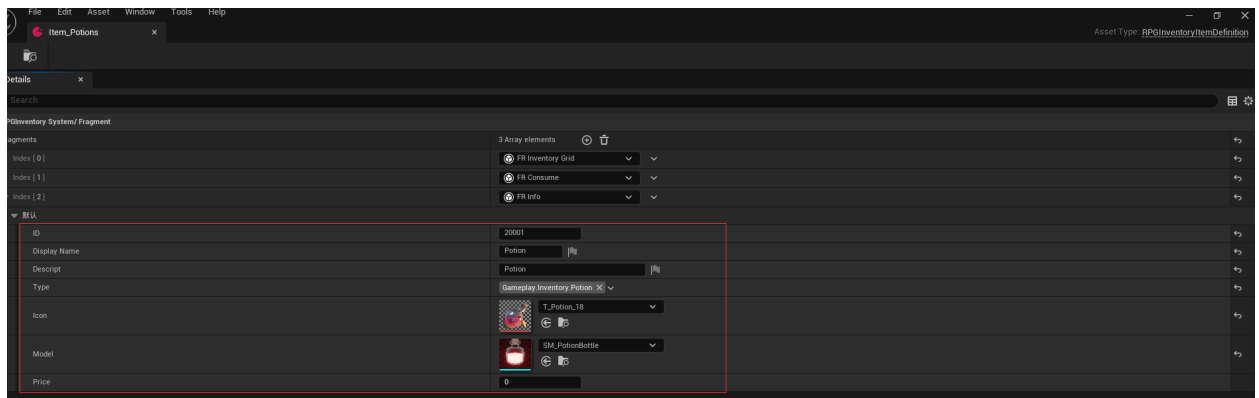 File Edit Asset Window Tools Help
Item_Potions
Asset Type: RPGInventoryItemDefinition
Details
Search
PGInventory System/ Fragment
agments 3 Array elements
Index [ 0 ] FR Inventory Grid
Index [ 1 ] FR Consume
Index [ 2 ] FR Info
默认
ID 20001
Display Name Potion
Descript Potion
Type Gameplay.Inventory.Potion
Icon T_Potion_18
Model SM_PotionBottle
Price 0